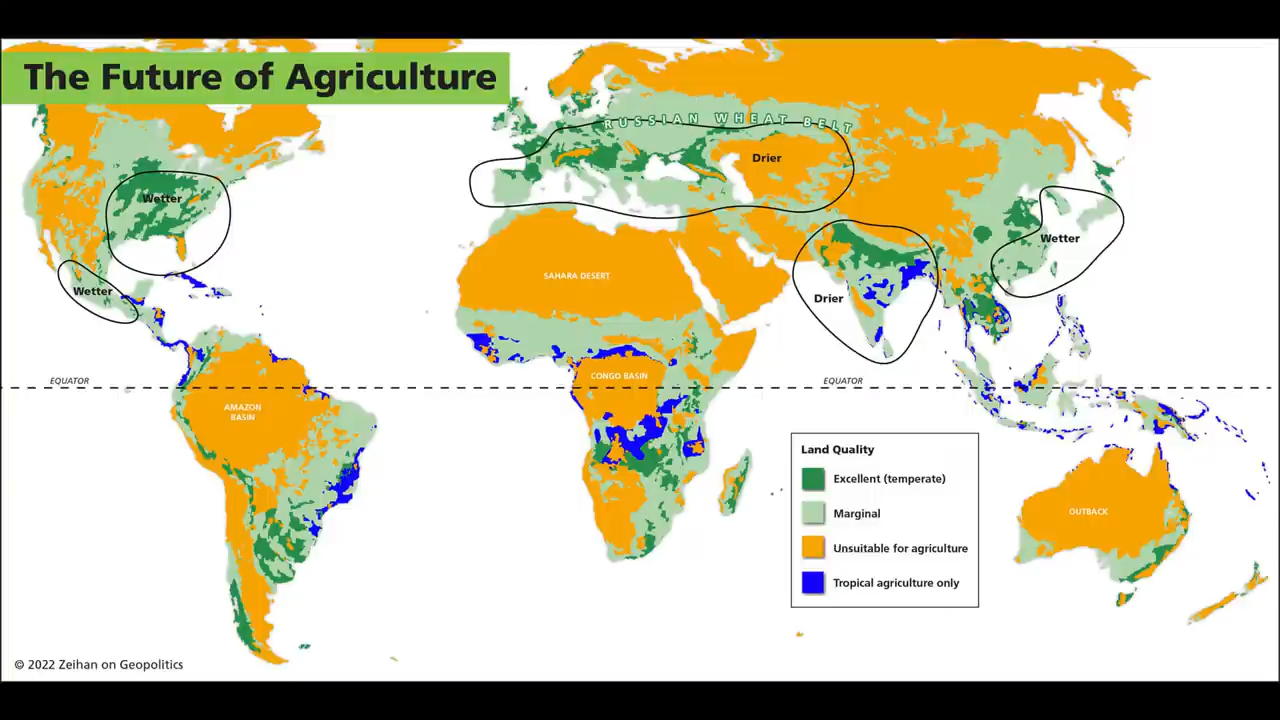 The Future of Agriculture
RUSSIAN WHEAT BELT
Drier
Wetter
Wetter
Wetter
Drier
SAHARA DESERT
EQUATOR
CONGO BASIN
EQUATOR
AMAZON
BASIN
OUTBACK
Land Quality
Excellent (temperate)
Marginal
Unsuitable for agriculture
Tropical agriculture only
© 2022 Zeihan on Geopolitics